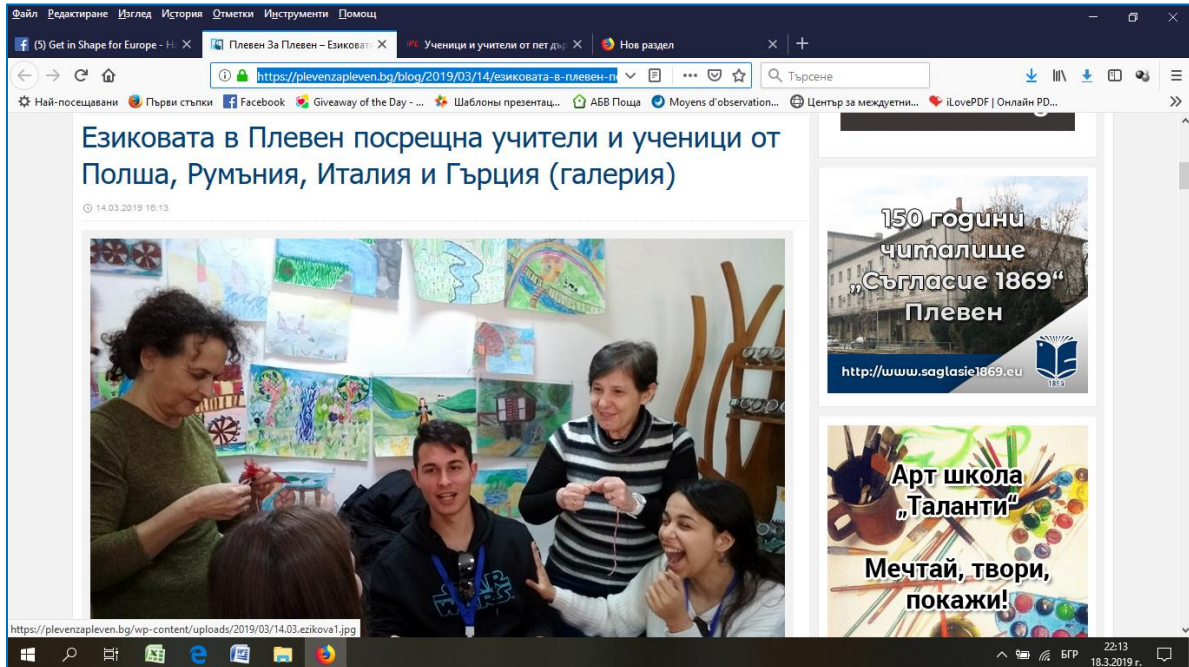 Файл Редактиране Изглед История Отметки Инструменти Помощ
(5) Get in Shape for Europe - H
Плевен За Плевен – Езиковат
Ученици и учители от пет дър
Нов раздел
https://plevenzapleven.bg/blog/2019/03/14/езиковата-в-плевен-п
Търсене
Най-посещавани
Първи стъпки
Facebook
Giveaway of the Day - ...
Шаблоны презентац...
АБВ Поща
Moyens d'observation...
Център за междуетни...
iLovePDF | Онлайн PD...
Езиковата в Плевен посрещна учители и ученици от
Полша, Румъния, Италия и Гърция (галерия)
14.03.2019 16:13
150 години
читалище
„Съгласие 1869“
Плевен
http://www.saglasie1869.eu
1869
Арт школа
„Таланти“
Мечтай, твори,
покажи!
STAR
WARS
https://plevenzapleven.bg/wp-content/uploads/2019/03/14.03.ezikova1.jpg
БГР
22:13
18.3.2019 г.